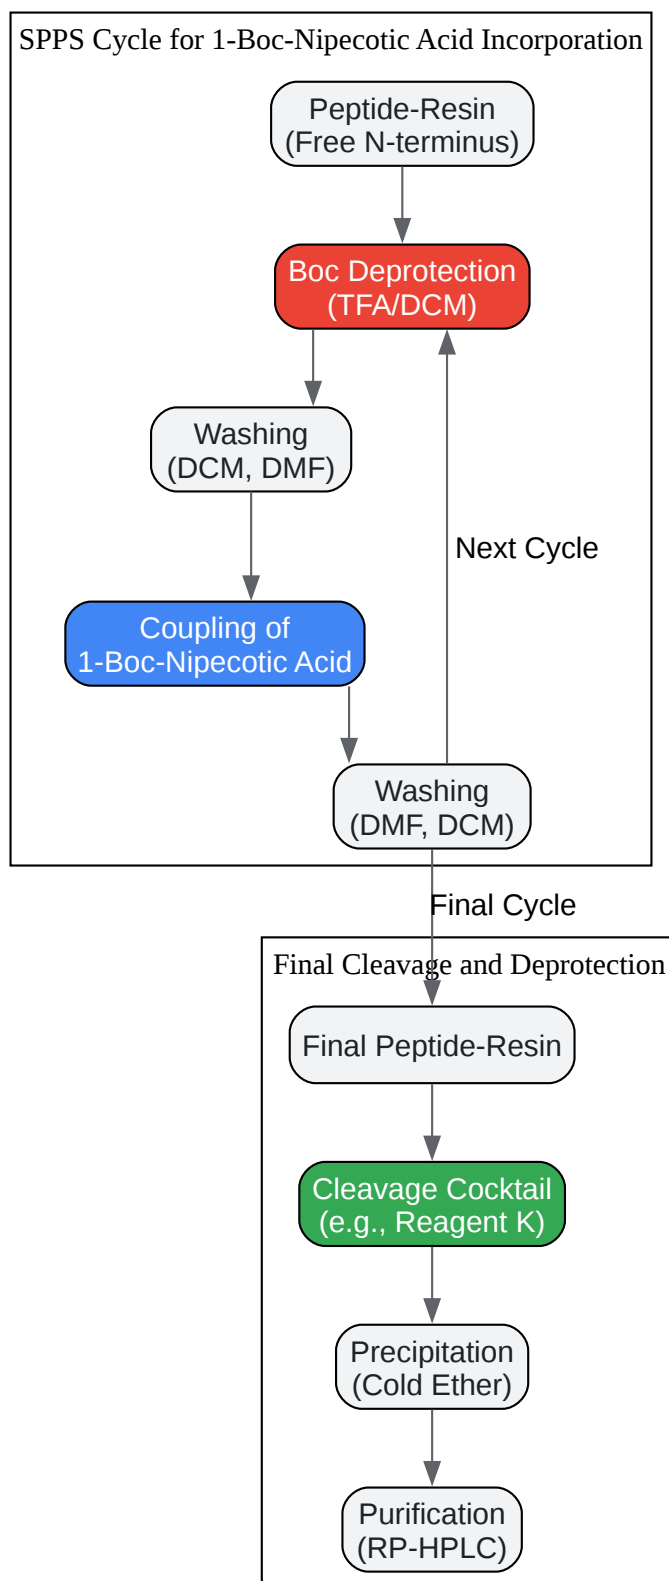 SPPS Cycle for 1-Boc-Nipecotic Acid Incorporation
Peptide-Resin
(Free N-terminus)
Boc Deprotection
(TFA/DCM)
Washing
(DCM, DMF)
Next Cycle
Coupling of
1-Boc-Nipecotic Acid
Washing
(DMF, DCM)
Final Cycle
Final Cleavage and Deprotection
Final Peptide-Resin
Cleavage Cocktail
(e.g., Reagent K)
Precipitation
(Cold Ether)
Purification
(RP-HPLC)